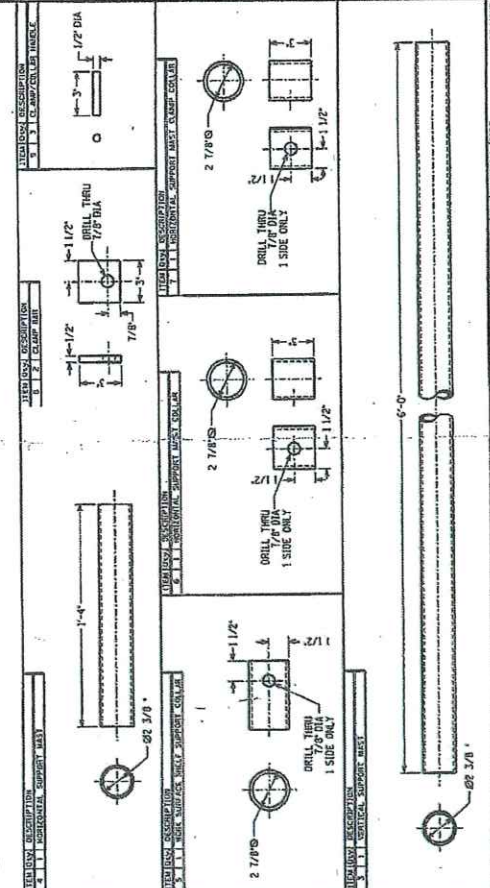 ITEM QTY DESCRIPTION
4 1 HORIZONTAL SUPPORT MAST
1'-4"
Ø2 3/8 "
ITEM QTY DESCRIPTION
8 2 CLAMP BAR
1/2"
3"
1 1/2"
DRILL THRU
7/8" DIA
3"
7/8"
ITEM QTY DESCRIPTION
9 3 CLAMP/COLLAR HANDLE
3"
1/2" DIA
ITEM QTY DESCRIPTION
5 1 WORK SURFACE SHELF SUPPORT COLLAR
2 7/8"
1 1/2"
1 1/2"
DRILL THRU
7/8" DIA
1 SIDE ONLY
ITEM QTY DESCRIPTION
6 1 HORIZONTAL SUPPORT MAST COLLAR
2 7/8"
3"
1 1/2"
1 1/2"
DRILL THRU
7/8" DIA
1 SIDE ONLY
ITEM QTY DESCRIPTION
7 1 HORIZONTAL SUPPORT MAST CLAMP COLLAR
2 7/8"
3"
1 1/2"
1 1/2"
DRILL THRU
7/8" DIA
1 SIDE ONLY
ITEM QTY DESCRIPTION
3 1 VERTICAL SUPPORT MAST
6'-0"
Ø2 3/8 "